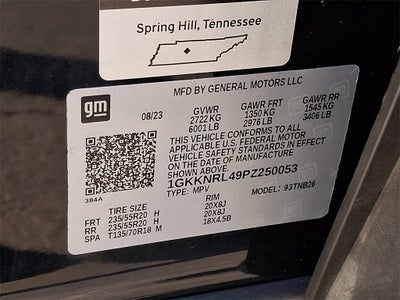 Spring Hill, Tennessee
gm
MFD BY GENERAL MOTORS LLC
08/23 GVWR GAWR FRT GAWR RR
2722 KG 1350 KG 1545 KG
6001 LB 2976 LB 3406 LB
THIS VEHICLE CONFORMS TO ALL
APPLICABLE U.S. FEDERAL MOTOR
VEHICLE SAFETY STANDARDS IN EFFECT
ON THE DATE OF MANUFACTURE
SHOWN ABOVE.
1GKKNRL49PZ250053
TYPE: MPV MODEL: 93TNB26
384A
TIRE SIZE RIM
FRT 235/55R20 H 20X8J
RR 235/55R20 H 20X8J
SPA T135/70R18 M 18X4.5B